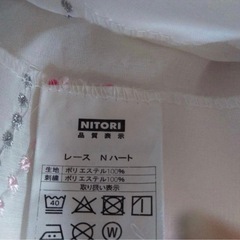 NITORI
品質表示
レース Nハート
生地 ポリエステル100%
刺繍 ポリエステル100%
取り扱い表示
40